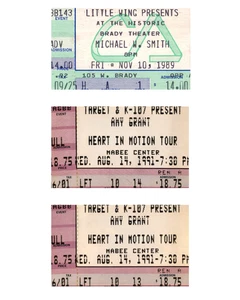 LITTLE WING PRESENTS
AT THE HISTORIC
BRADY THEATER
MICHAEL W. SMITH
8PM
FRI NOV 10, 1989
105 W. BRADY
H A 1 14.00
TARGET & K-107 PRESENT
AMY GRANT
HEART IN MOTION TOUR
MABEE CENTER
WED. AUG. 14, 1991-7:30 P
LFT 10 14 18.75
TARGET & K-107 PRESENT
AMY GRANT
HEART IN MOTION TOUR
MABEE CENTER
WED. AUG. 14, 1991-7:30 P
LFT 10 13 18.75